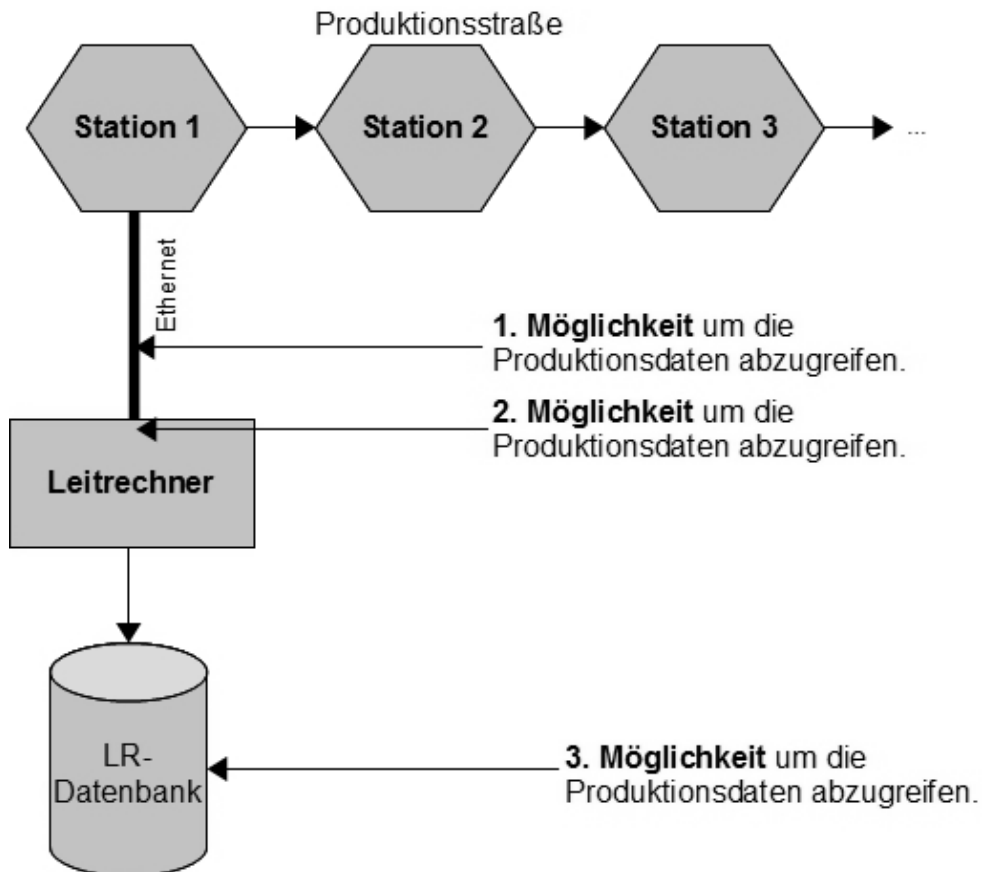 Produktionsstraße
Station 1
Station 2
Station 3
...
Ethernet
1. Möglichkeit um die
Produktionsdaten abzugreifen.
2. Möglichkeit um die
Produktionsdaten abzugreifen.
Leitrechner
LR-
Datenbank
3. Möglichkeit um die
Produktionsdaten abzugreifen.